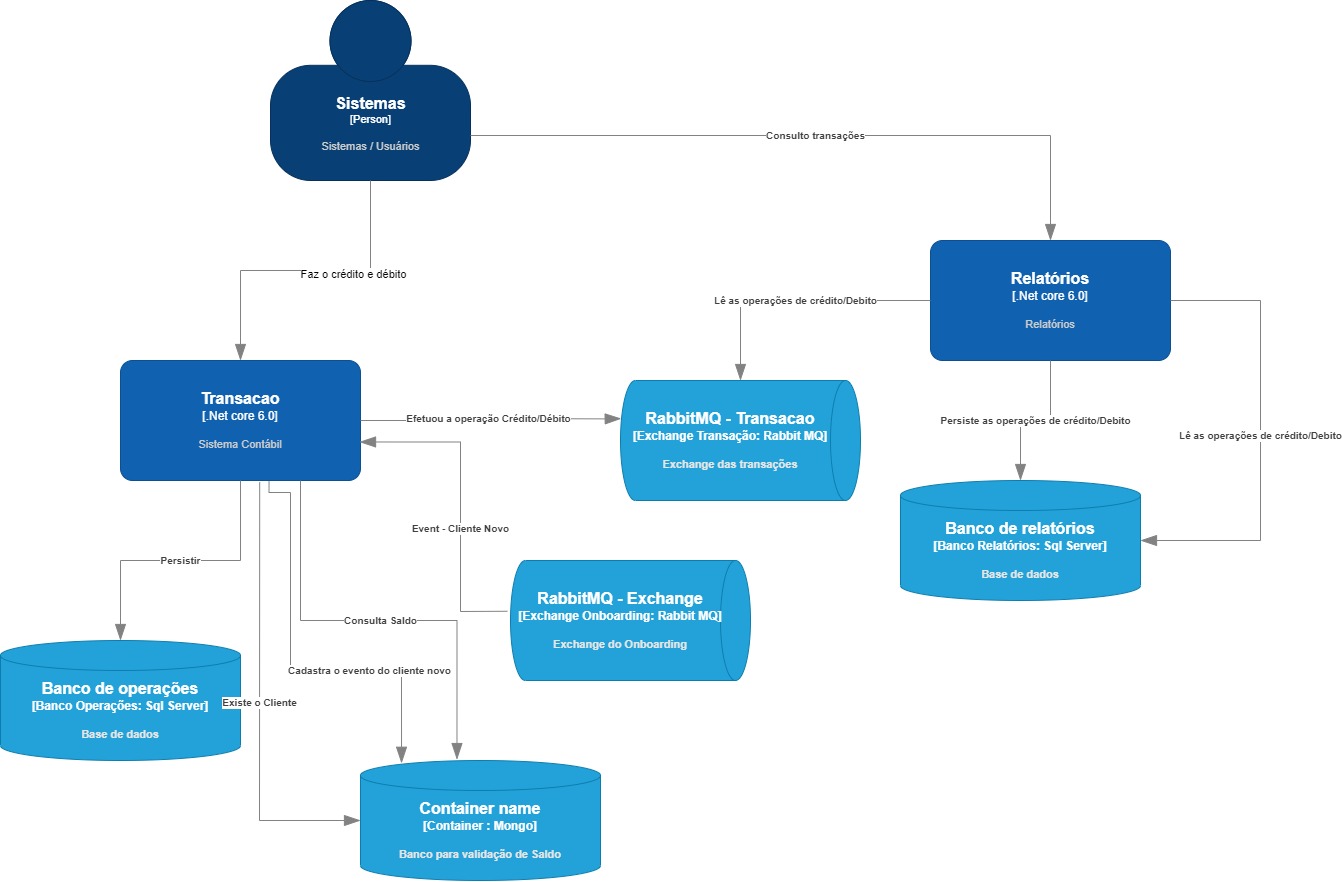 Sistemas
[Person]
Sistemas / Usuários
Consulto transações
Faz o crédito e débito
Relatórios
[.Net core 6.0]
Relatórios
Lê as operações de crédito/Debito
Transacao
[.Net core 6.0]
Sistema Contábil
Efetuou a operação Crédito/Débito
RabbitMQ - Transacao
[Exchange Transação: Rabbit MQ]
Exchange das transações
Persiste as operações de crédito/Debito
Lê as operações de crédito/Debito
Event - Cliente Novo
Banco de relatórios
[Banco Relatórios: Sql Server]
Base de dados
Persistir
RabbitMQ - Exchange
[Exchange Onboarding: Rabbit MQ]
Exchange do Onboarding
Consulta Saldo
Cadastra o evento do cliente novo
Banco de operações
[Banco Operações: Sql Server]
Base de dados
Existe o Cliente
Container name
[Container : Mongo]
Banco para validação de Saldo